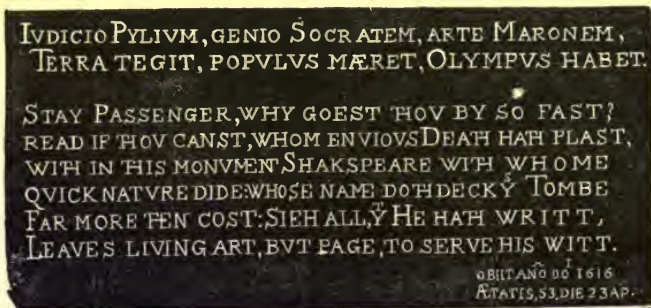 IVDICIO PYLIVM, GENIO SOCRATEM, ARTE MARONEM,
TERRA TEGIT, POPVLVS MÆRET, OLYMPVS HABET.
STAY PASSENGER, WHY GOEST THOV BY SO FAST?
READ IF THOV CANST, WHOM ENVIOVS DEATH HATH PLAST,
WITH IN THIS MONVMENT SHAKSPEARE WITH WHOME
QVICK NATVRE DIDE: WHOSE NAME DOTH DECK Yˢ TOMBE
FAR MORE THEN COST: SIEH ALL, Yᵀ HE HATH WRITT,
LEAVES LIVING ART, BVT PAGE, TO SERVE HIS WITT.
OBIIT AÑO DOⁱ 1616
ÆTATIS, 53, DIE 23 AP.